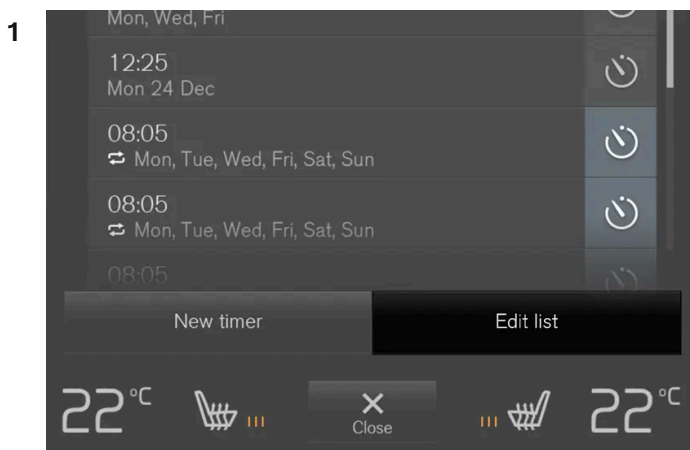 1
Mon, Wed, Fri
12:25
Mon 24 Dec
08:05
Mon, Tue, Wed, Fri, Sat, Sun
08:05
Mon, Tue, Wed, Fri, Sat, Sun
08:05
New timer Edit list
22°C Close 22°C